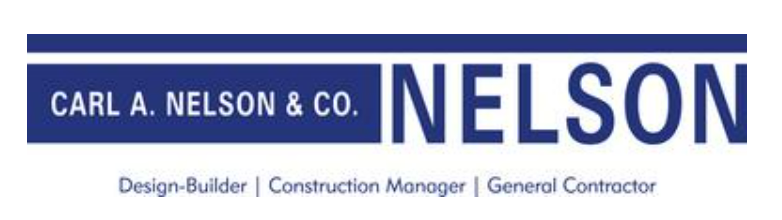 CARL A. NELSON & CO. NELSON
Design-Builder | Construction Manager | General Contractor